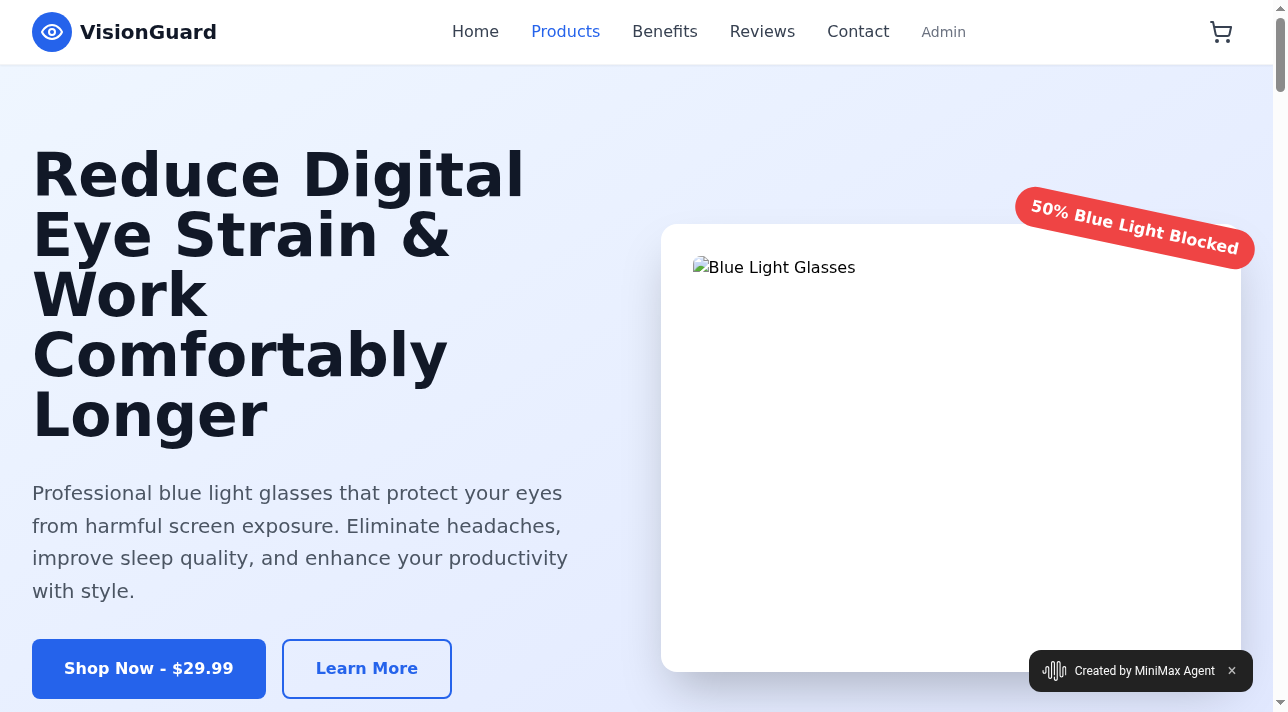 VisionGuard
Home
Products
Benefits
Reviews
Contact
Admin
Reduce Digital
Eye Strain &
Work
Comfortably
Longer
Professional blue light glasses that protect your eyes
from harmful screen exposure. Eliminate headaches,
improve sleep quality, and enhance your productivity
with style.
Shop Now - $29.99
Learn More
50% Blue Light Blocked
Blue Light Glasses
Created by MiniMax Agent